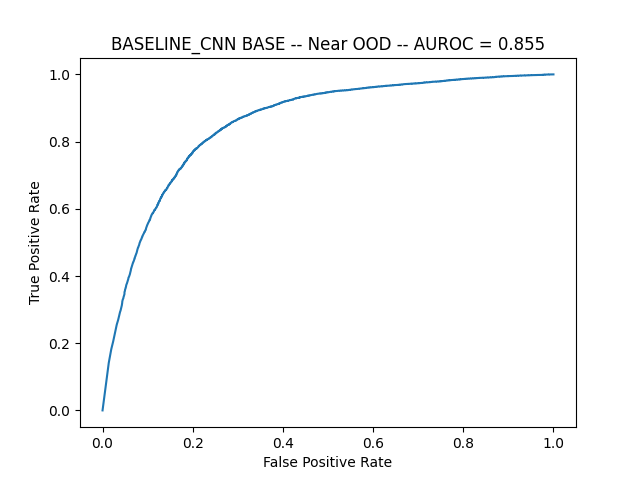 BASELINE_CNN BASE -- Near OOD -- AUROC = 0.855
1.0
0.8
0.6
0.4
0.2
0.0
True Positive Rate
0.0 0.2 0.4 0.6 0.8 1.0
False Positive Rate